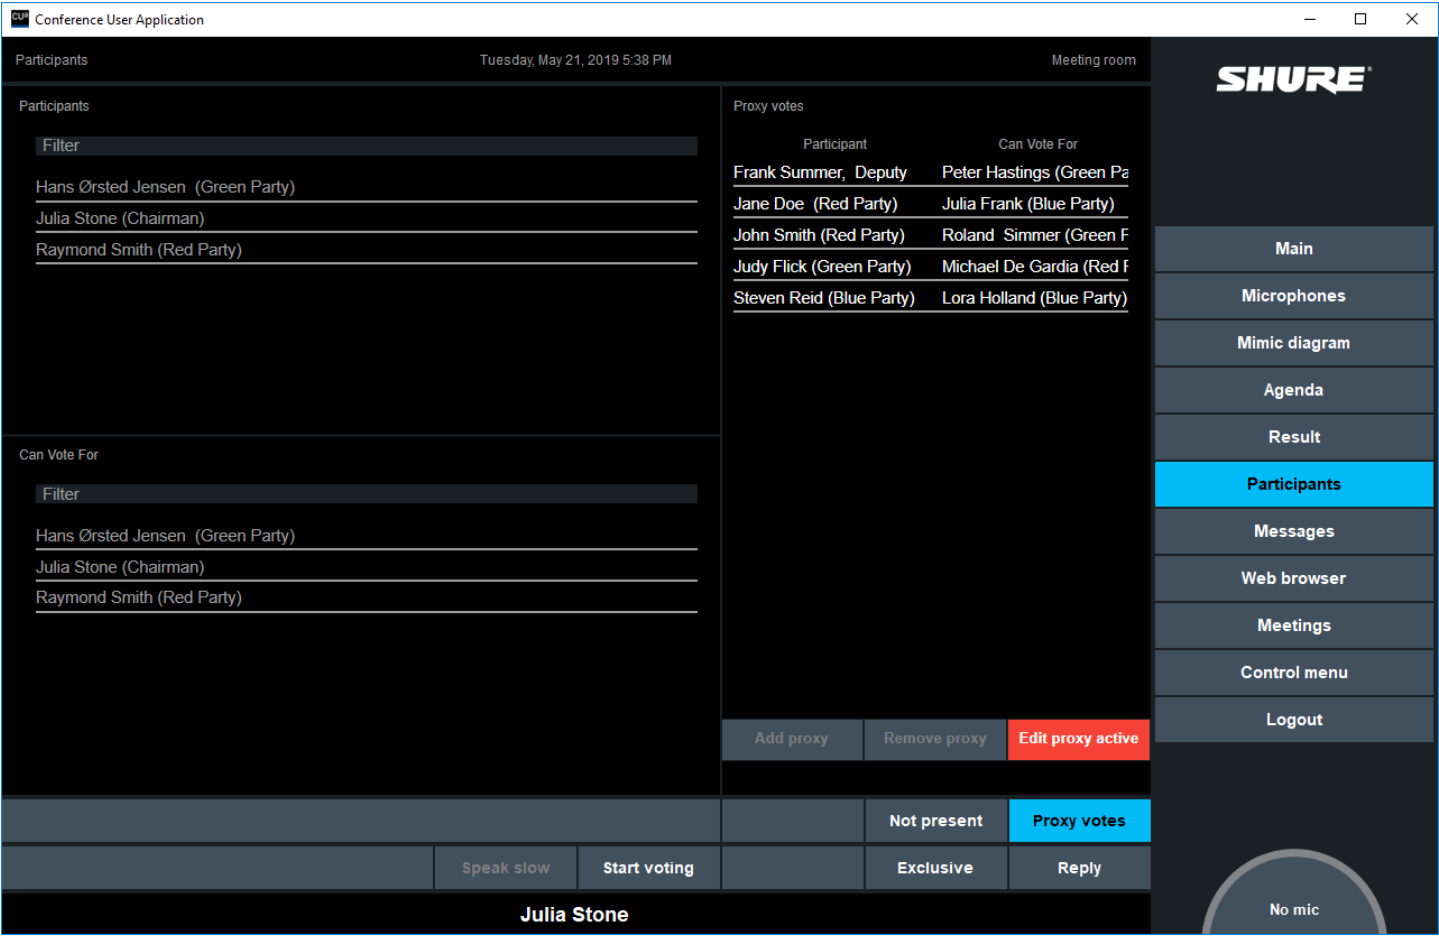 CUa Conference User Application
Participants Tuesday, May 21, 2019 5:38 PM Meeting room
SHURE
Participants
Filter
Hans Ørsted Jensen (Green Party)
Julia Stone (Chairman)
Raymond Smith (Red Party)
Can Vote For
Filter
Hans Ørsted Jensen (Green Party)
Julia Stone (Chairman)
Raymond Smith (Red Party)
Proxy votes
Participant Can Vote For
Frank Summer, Deputy Peter Hastings (Green Pa
Jane Doe (Red Party) Julia Frank (Blue Party)
John Smith (Red Party) Roland Simmer (Green
Judy Flick (Green Party) Michael De Gardia (Red
Steven Reid (Blue Party) Lora Holland (Blue Party)
Add proxy Remove proxy Edit proxy active
Not present Proxy votes
Speak slow Start voting Exclusive Reply
Julia Stone
Main
Microphones
Mimic diagram
Agenda
Result
Participants
Messages
Web browser
Meetings
Control menu
Logout
No mic